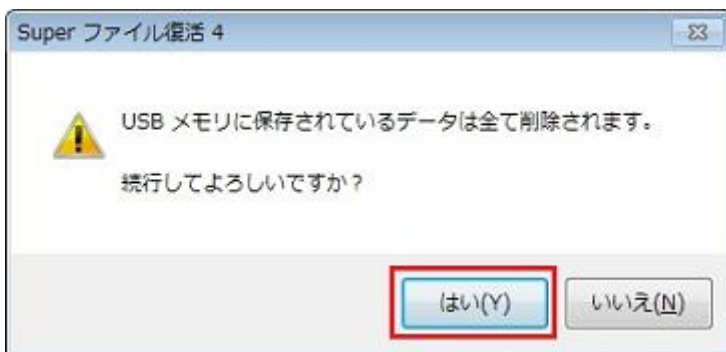 Super ファイル復活 4
USB メモリに保存されているデータは全て削除されます。
続行してよろしいですか?
はい(Y)
いいえ(N)